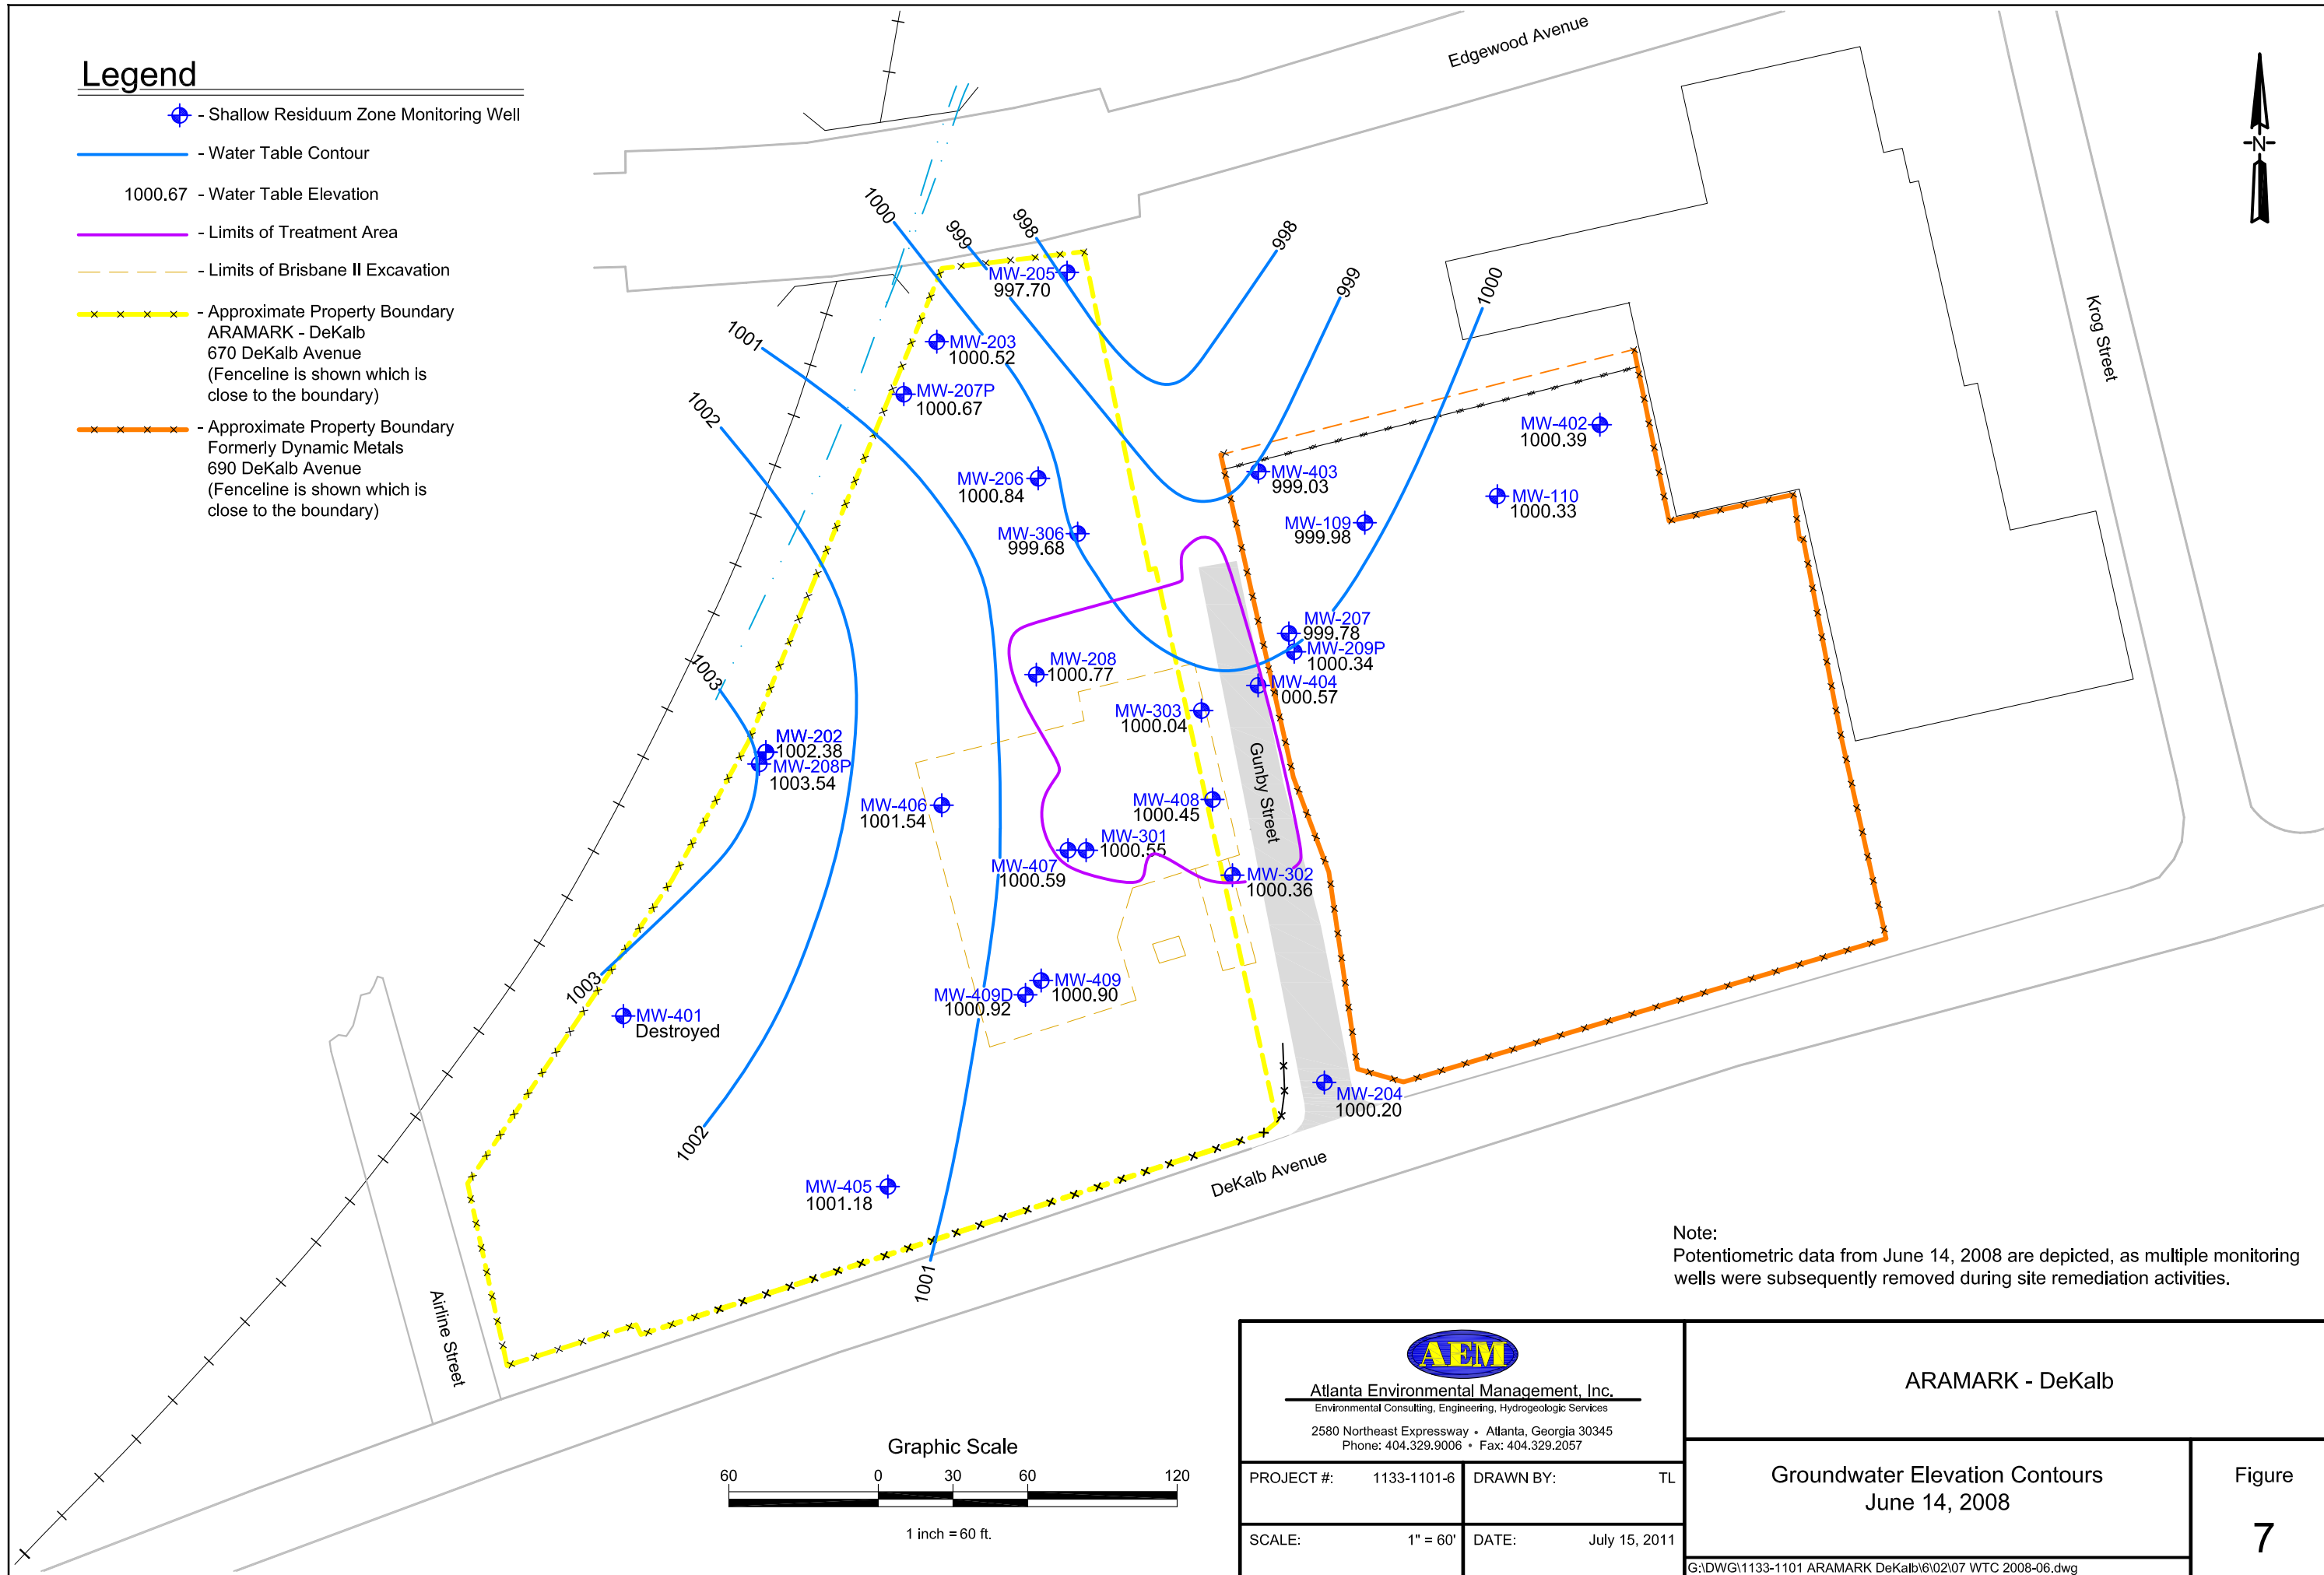 Legend
- Shallow Residuum Zone Monitoring Well
- Water Table Contour
1000.67 - Water Table Elevation
- Limits of Treatment Area
- Limits of Brisbane II Excavation
- Approximate Property Boundary
ARAMARK - DeKalb
670 DeKalb Avenue
(Fenceline is shown which is
close to the boundary)
- Approximate Property Boundary
Formerly Dynamic Metals
690 DeKalb Avenue
(Fenceline is shown which is
close to the boundary)
Edgewood Avenue
N
Krog Street
1000
999
998
998
999
1000
1001
1002
1003
MW-205
997.70
MW-203
1000.52
MW-207P
1000.67
MW-206
1000.84
MW-306
999.68
MW-403
999.03
MW-402
1000.39
MW-110
1000.33
MW-109
999.98
MW-207
999.78
MW-209P
1000.34
MW-208
1000.77
MW-404
000.57
MW-303
1000.04
MW-202
1002.38
MW-208P
1003.54
MW-406
1001.54
MW-408
1000.45
MW-301
1000.55
MW-407
1000.59
MW-302
1000.36
Gunby Street
MW-409
1000.90
MW-409D
1000.92
1003
MW-401
Destroyed
MW-204
1000.20
1002
MW-405
1001.18
1001
DeKalb Avenue
Airline Street
Note:
Potentiometric data from June 14, 2008 are depicted, as multiple monitoring
wells were subsequently removed during site remediation activities.
Graphic Scale
60 0 30 60 120
1 inch = 60 ft.
AEM
Atlanta Environmental Management, Inc.
Environmental Consulting, Engineering, Hydrogeologic Services
2580 Northeast Expressway • Atlanta, Georgia 30345
Phone: 404.329.9006 • Fax: 404.329.2057
PROJECT #: 1133-1101-6 DRAWN BY: TL
SCALE: 1" = 60' DATE: July 15, 2011
ARAMARK - DeKalb
Groundwater Elevation Contours
June 14, 2008
Figure
7
G:\DWG\1133-1101 ARAMARK DeKalb\6\02\07 WTC 2008-06.dwg